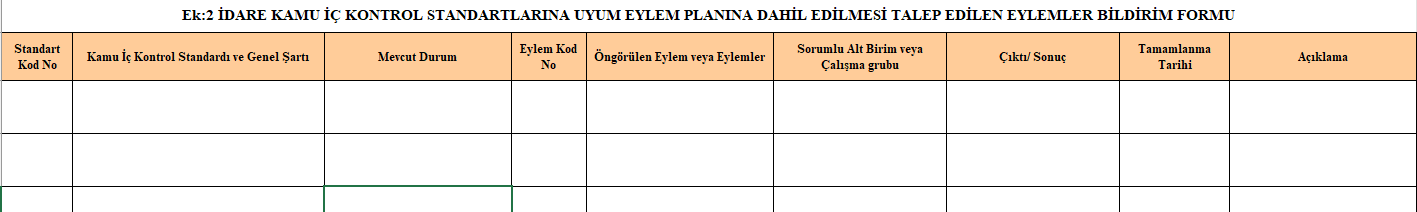 Ek:2 İDARE KAMU İÇ KONTROL STANDARTLARINA UYUM EYLEM PLANINA DAHİL EDİLMESİ TALEP EDİLEN EYLEMLER BİLDİRİM FORMU
Standart
Kod No
Kamu İç Kontrol Standardı ve Genel Şartı
Mevcut Durum
Eylem Kod
No
Öngörülen Eylem veya Eylemler
Sorumlu Alt Birim veya
Çalışma grubu
Çıktı/ Sonuç
Tamamlanma
Tarihi
Açıklama